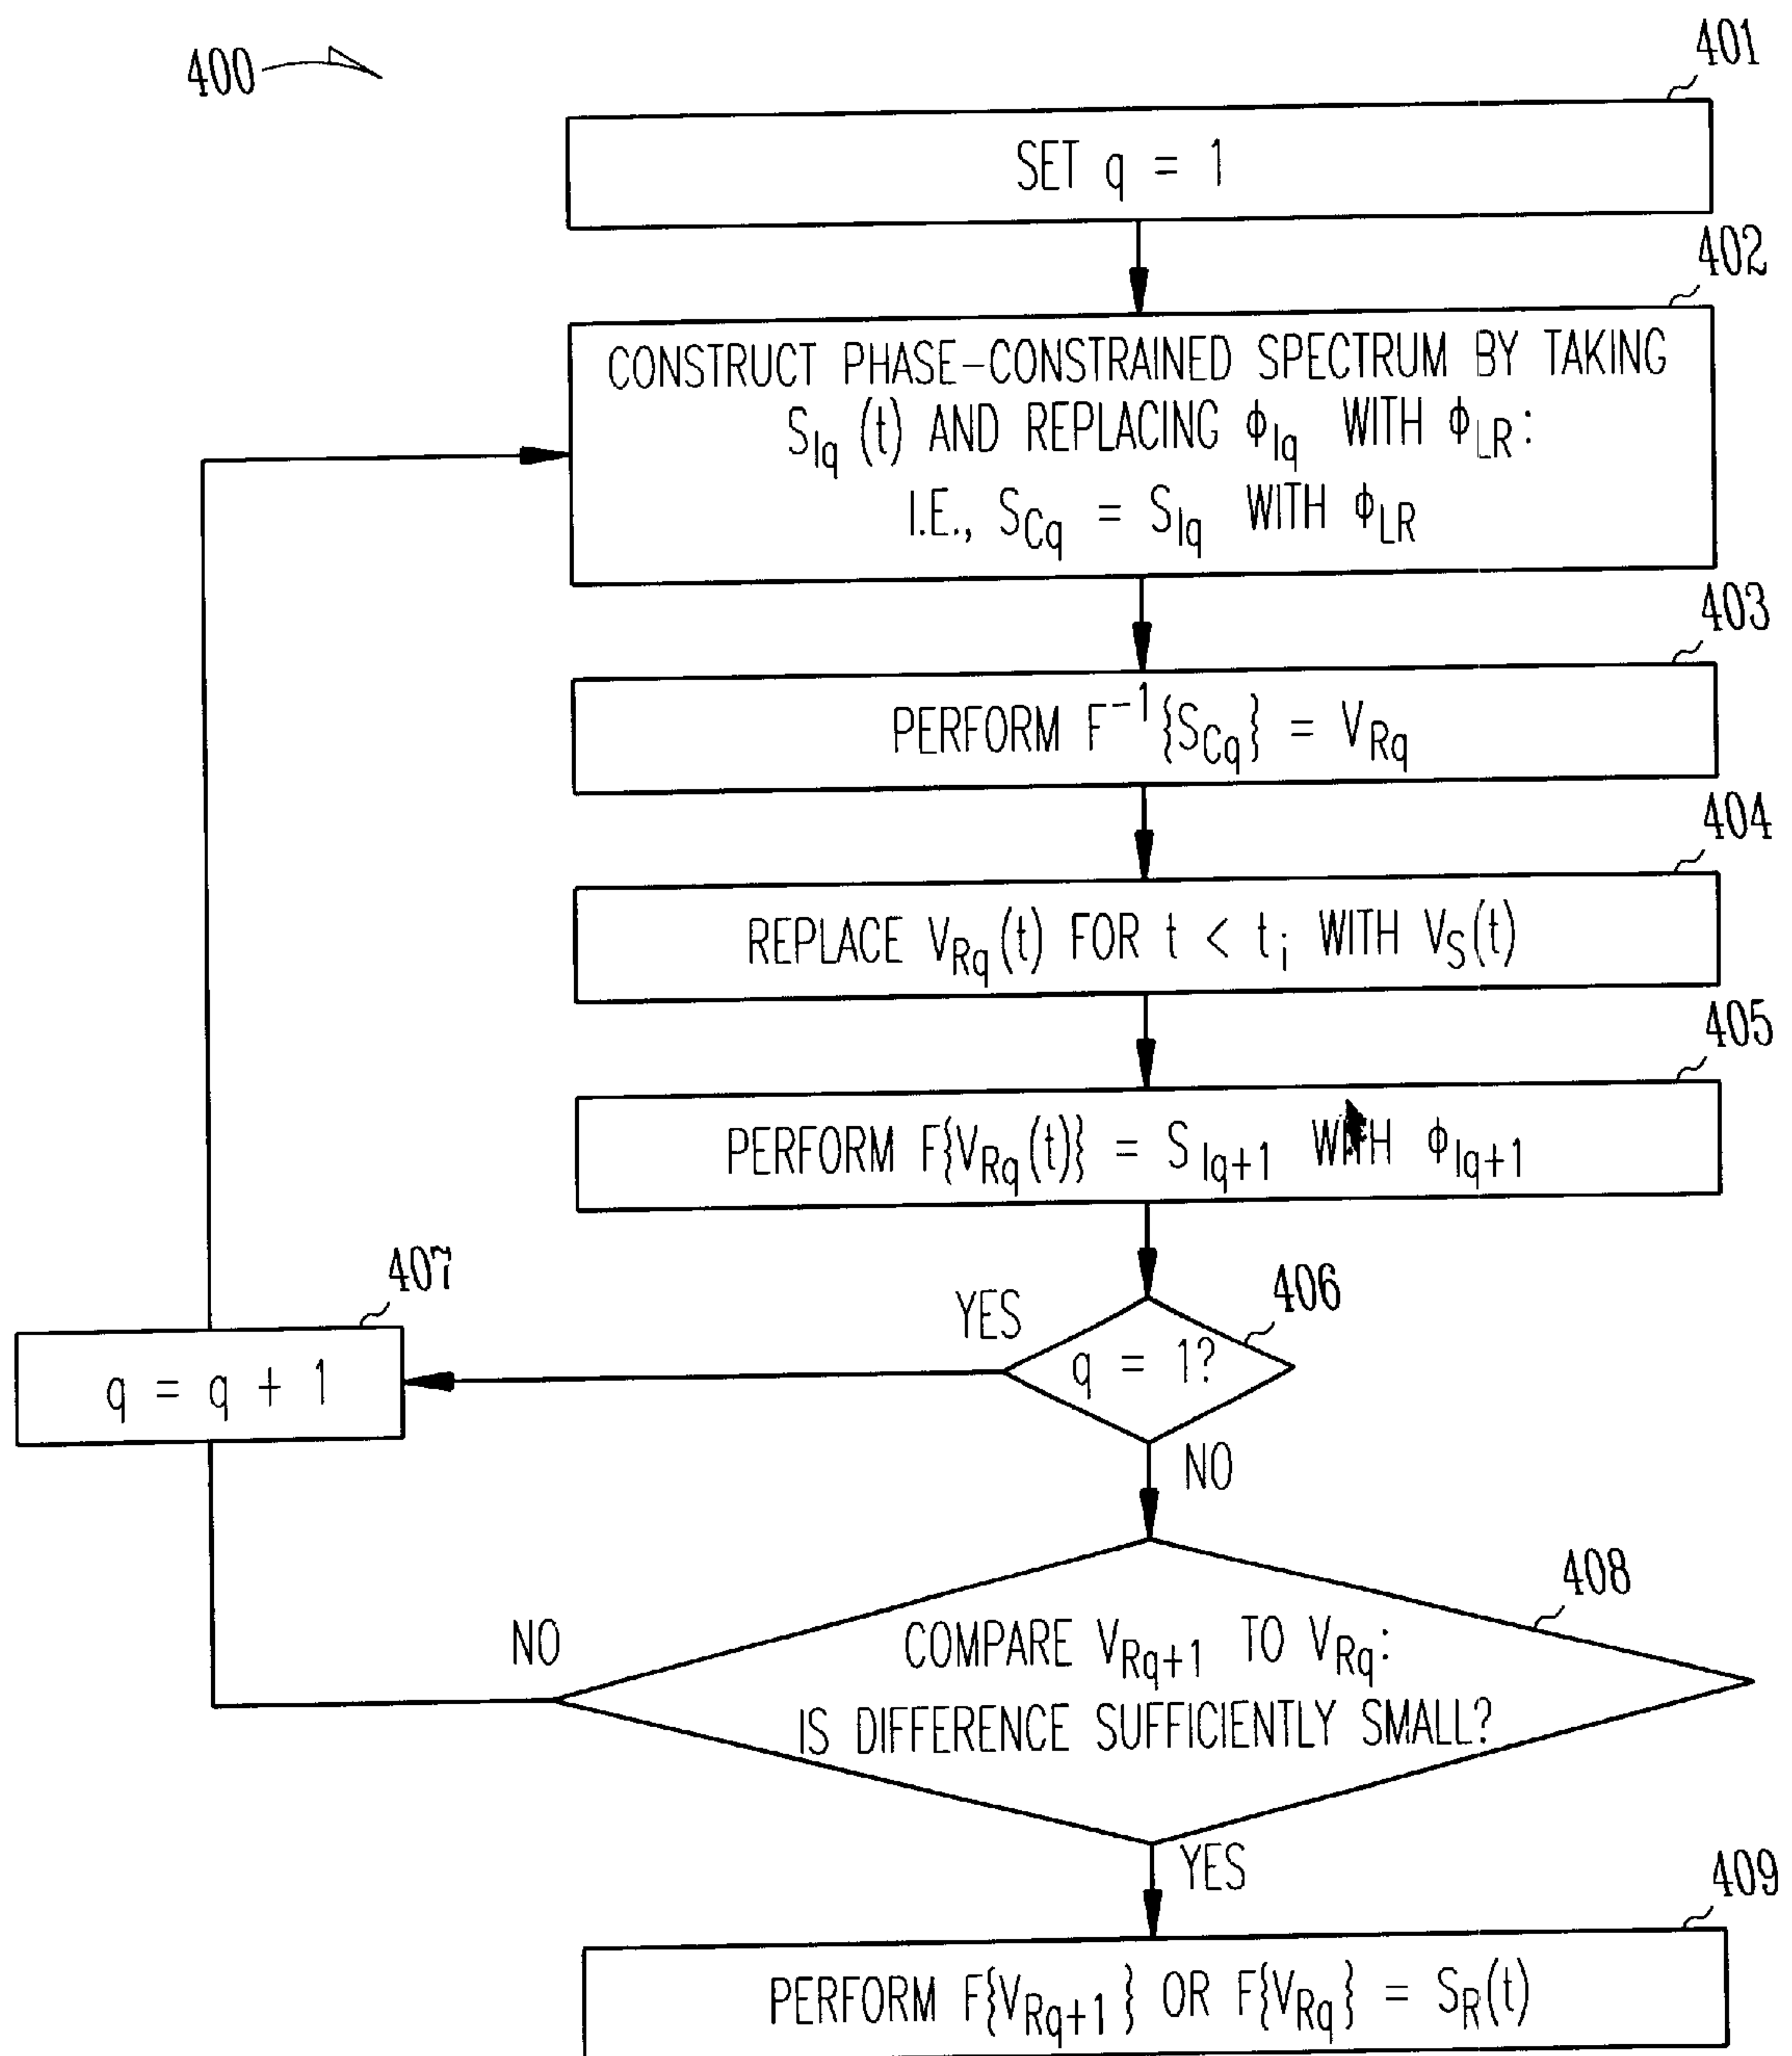 400
401
SET q = 1
402
CONSTRUCT PHASE-CONSTRAINED SPECTRUM BY TAKING
S_Iq (t) AND REPLACING ϕ_Iq WITH ϕ_LR:
I.E., S_Cq = S_Iq WITH ϕ_LR
403
PERFORM F^-1{S_Cq} = V_Rq
404
REPLACE V_Rq(t) FOR t < t_i WITH V_S(t)
405
PERFORM F{V_Rq(t)} = S_Iq+1 WITH ϕ_Iq+1
406
YES
q = 1?
407
q = q + 1
NO
408
NO
COMPARE V_Rq+1 TO V_Rq:
IS DIFFERENCE SUFFICIENTLY SMALL?
YES
409
PERFORM F{V_Rq+1} OR F{V_Rq} = S_R(t)